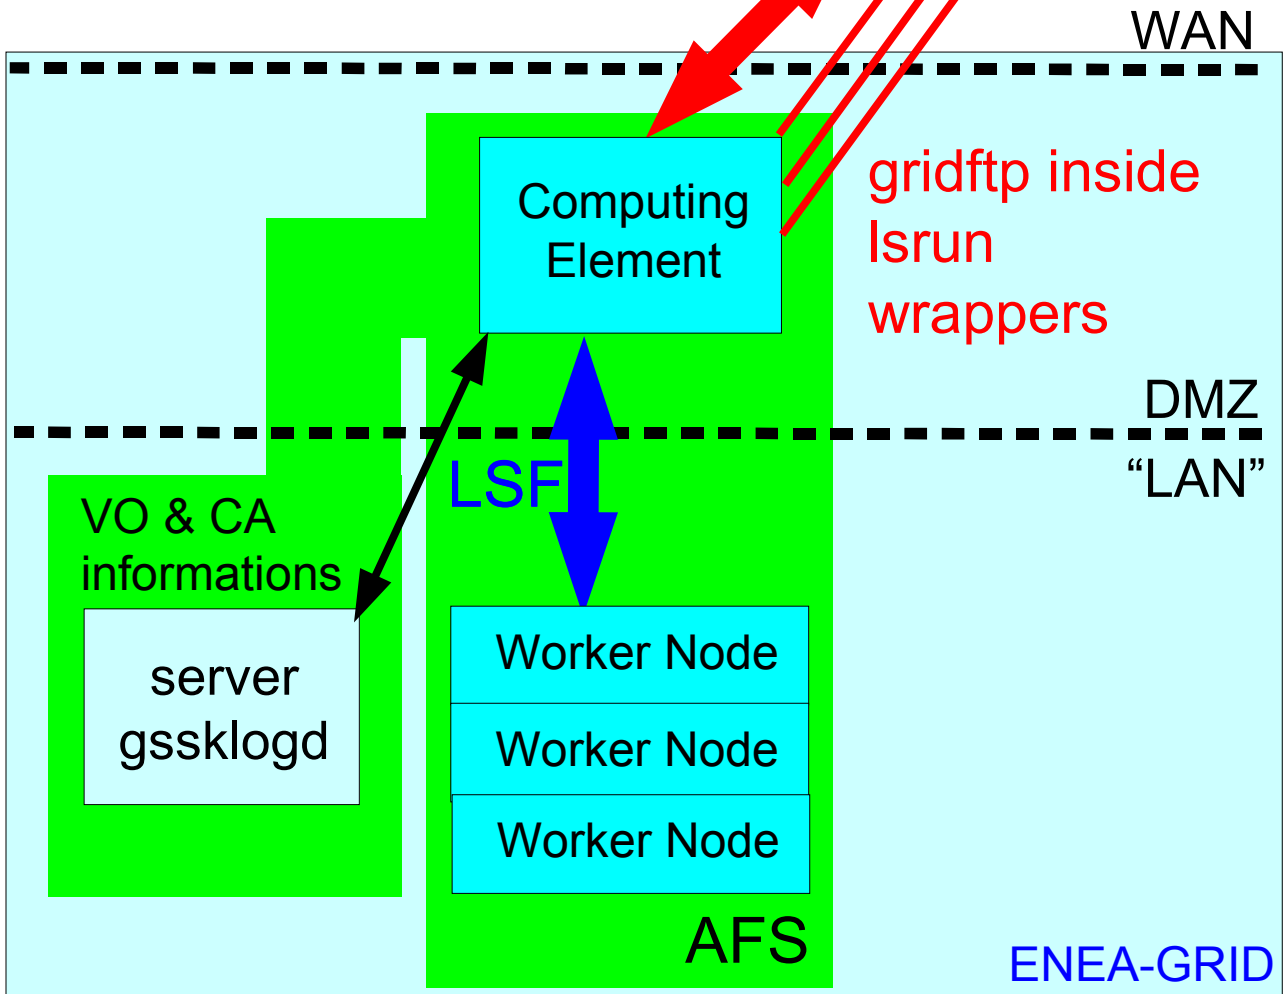 WAN
Computing
Element
gridftp inside
lsrun
wrappers
DMZ
“LAN”
LSF
VO & CA
informations
server
gssklogd
Worker Node
Worker Node
Worker Node
AFS
ENEA-GRID